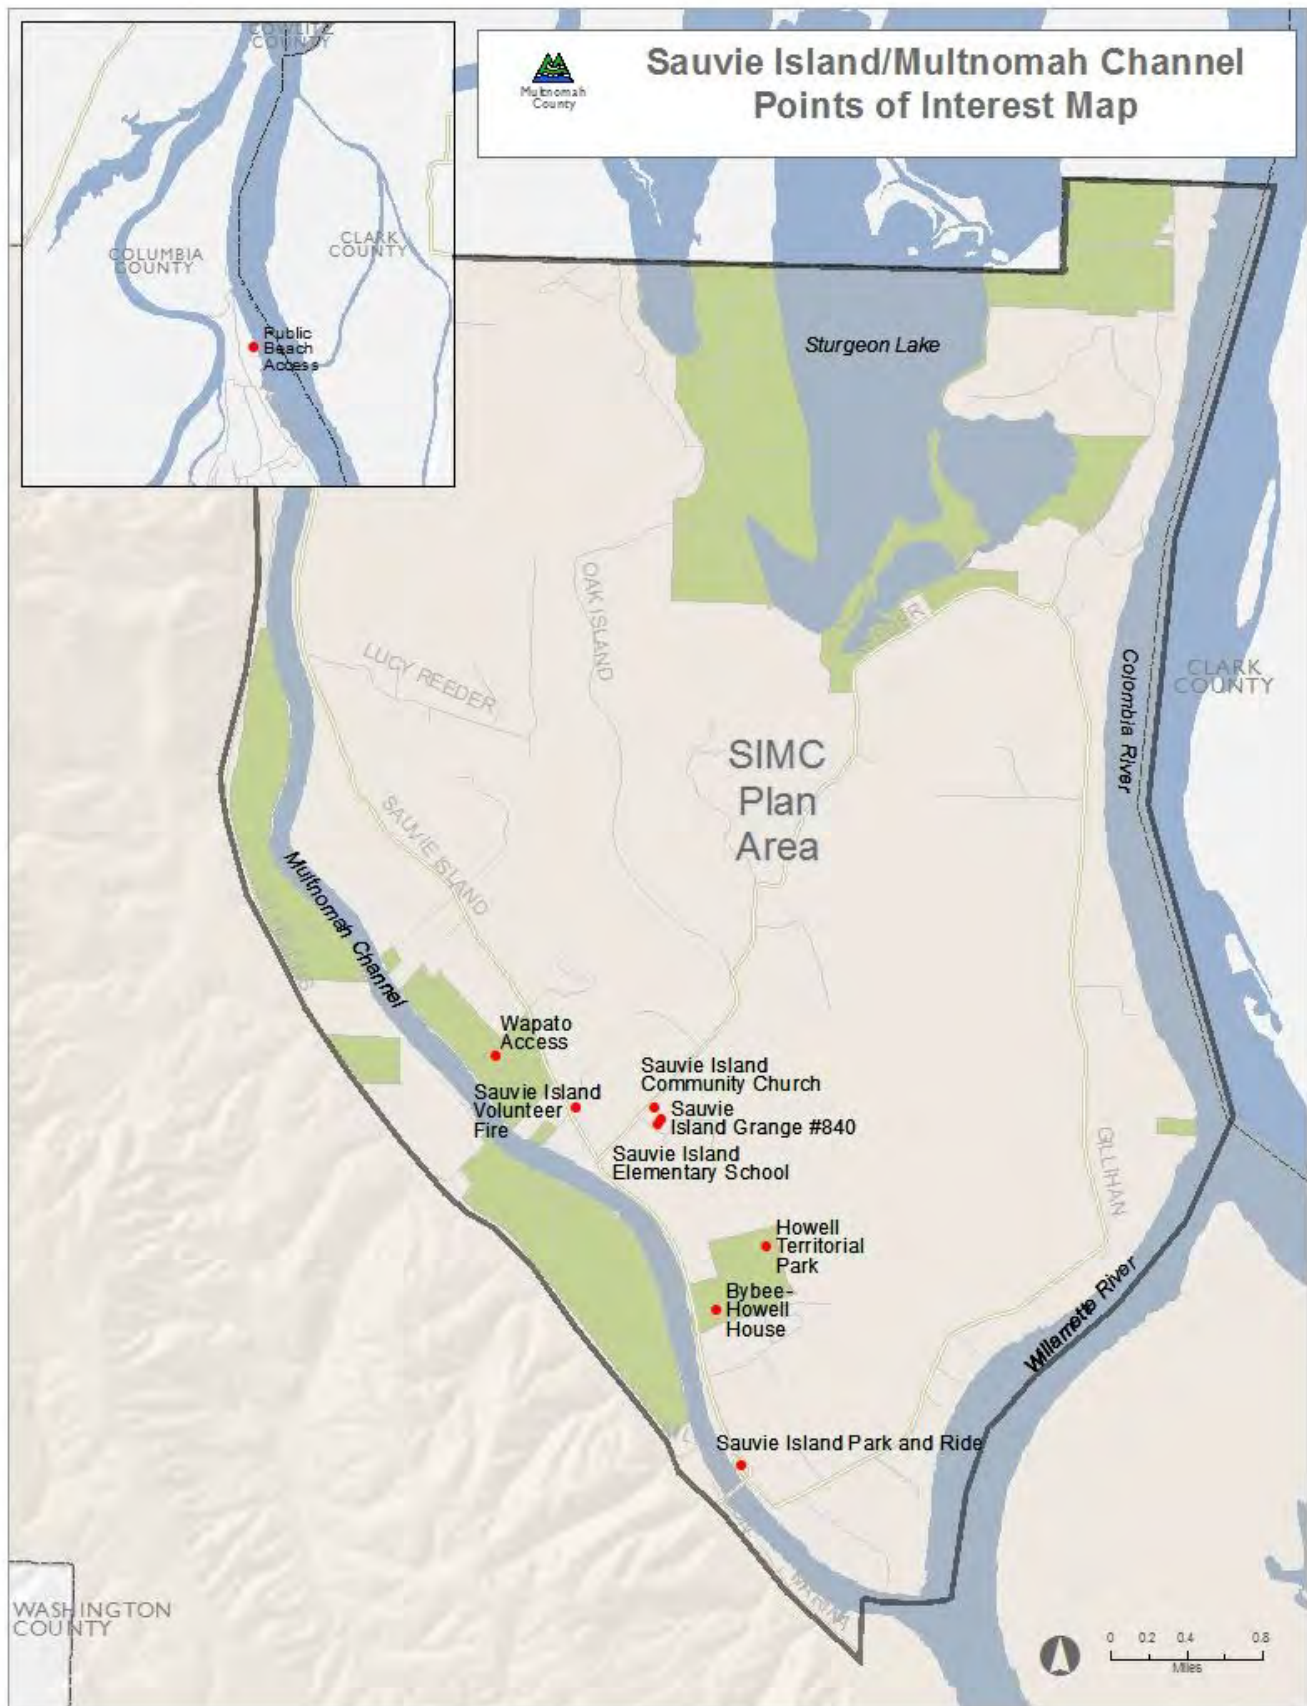 Sauvie Island/Multnomah Channel
Points of Interest Map
Multnomah
County
COWLITZ
COUNTY
COLUMBIA
COUNTY
CLARK
COUNTY
Public
Beach
Access
Sturgeon Lake
OAK ISLAND
LUCY REEDER
REEDER
CLARK
COUNTY
Colombia River
SIMC
Plan
Area
SAUVIE ISLAND
Multnomah Channel
Wapato
Access
Sauvie Island
Volunteer
Fire
Sauvie Island
Community Church
Sauvie
Island Grange #840
Sauvie Island
Elementary School
GILLIHAN
Howell
Territorial
Park
Bybee-
Howell
House
Willamette River
Sauvie Island Park and Ride
MARINA
WASHINGTON
COUNTY
0 0.2 0.4 0.8
Miles